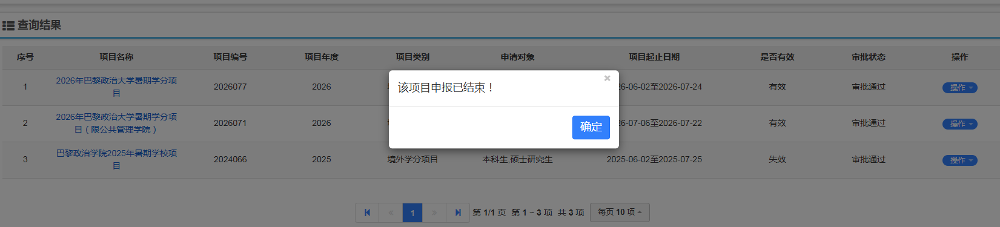 查询结果
序号 项目名称 项目编号 项目年度 项目类别 申请对象 项目起止日期 是否有效 审批状态 操作
1 2026年巴黎政治大学暑期学分项目 2026077 2026 26-06-02至2026-07-24 有效 审批通过 操作
2 2026年巴黎政治大学暑期学分项目（限公共管理学院） 2026071 2026 26-07-06至2026-07-22 有效 审批通过 操作
3 巴黎政治学院2025年暑期学校项目 2024066 2025 境外学分项目 本科生,硕士研究生 2025-06-02至2025-07-25 失效 审批通过 操作
×
该项目申报已结束！
确定
« 1 » 第 1/1 页 第 1 ~ 3 项 共 3 项 每页 10 项